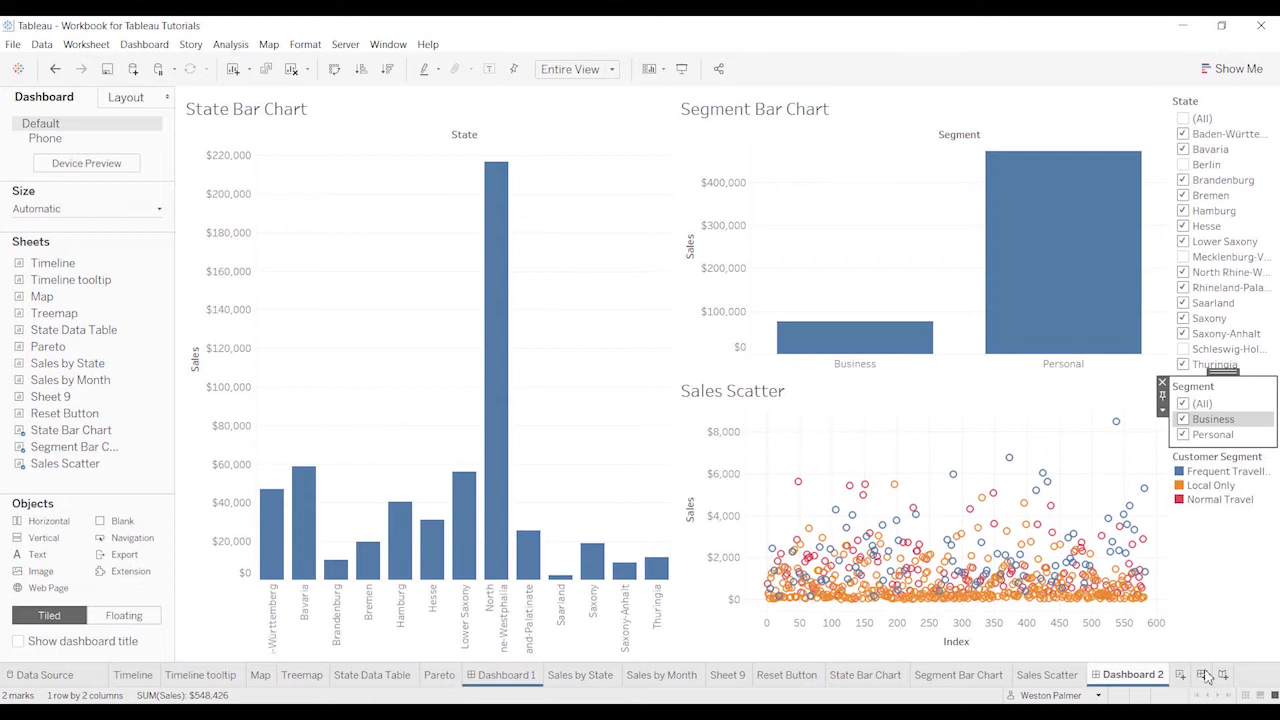 Tableau - Workbook for Tableau Tutorials
File Data Worksheet Dashboard Story Analysis Map Format Server Window Help
Entire View
Show Me
Dashboard Layout
Default
Phone
Device Preview
Size
Automatic
Sheets
Timeline
Timeline tooltip
Map
Treemap
State Data Table
Pareto
Sales by State
Sales by Month
Sheet 9
Reset Button
State Bar Chart
Segment Bar C...
Sales Scatter
Objects
Horizontal Blank
Vertical Navigation
Text Export
Image Extension
Web Page
Tiled Floating
Show dashboard title
State Bar Chart
State
$220,000
$200,000
$180,000
$160,000
$140,000
$120,000
$100,000
$80,000
$60,000
$40,000
$20,000
$0
Sales
-Württemberg
Bavaria
Brandenburg
Bremen
Hamburg
Hesse
Lower Saxony
North
ne-Westphalia
and-Palatinate
Saarland
Saxony
Saxony-Anhalt
Thuringia
Segment Bar Chart
Segment
$400,000
$300,000
$200,000
$100,000
$0
Sales
Business Personal
Sales Scatter
$8,000
$6,000
$4,000
$2,000
$0
Sales
0 50 100 150 200 250 300 350 400 450 500 550 600
Index
State
(All)
Baden-Württe...
Bavaria
Berlin
Brandenburg
Bremen
Hamburg
Hesse
Lower Saxony
Mecklenburg-V...
North Rhine-W...
Rhineland-Pala...
Saarland
Saxony
Saxony-Anhalt
Schleswig-Hol...
Thuringia
Segment
(All)
Business
Personal
Customer Segment
Frequent Travell..
Local Only
Normal Travel
Data Source Timeline Timeline tooltip Map Treemap State Data Table Pareto Dashboard 1 Sales by State Sales by Month Sheet 9 Reset Button State Bar Chart Segment Bar Chart Sales Scatter Dashboard 2
2 marks 1 row by 2 columns SUM(Sales): $548,426
Weston Palmer